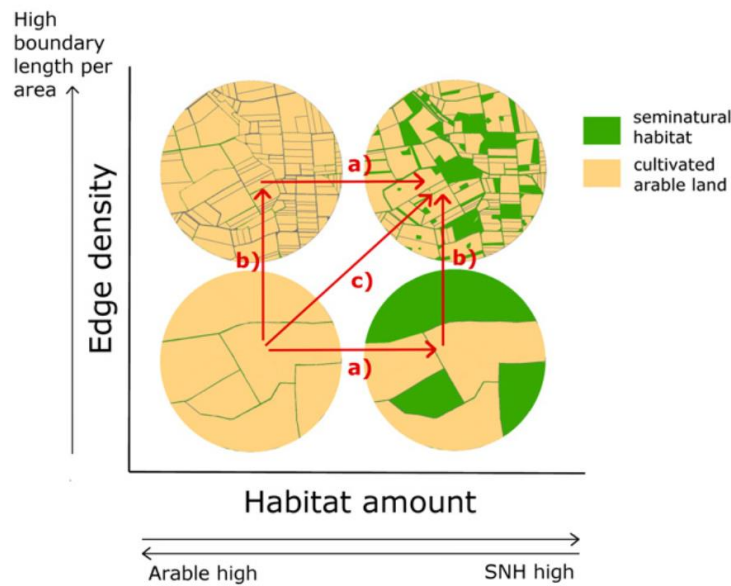 High
boundary
length per
area
Edge density
a)
b)
c)
b)
a)
seminatural
habitat
cultivated
arable land
Habitat amount
Arable high
SNH high